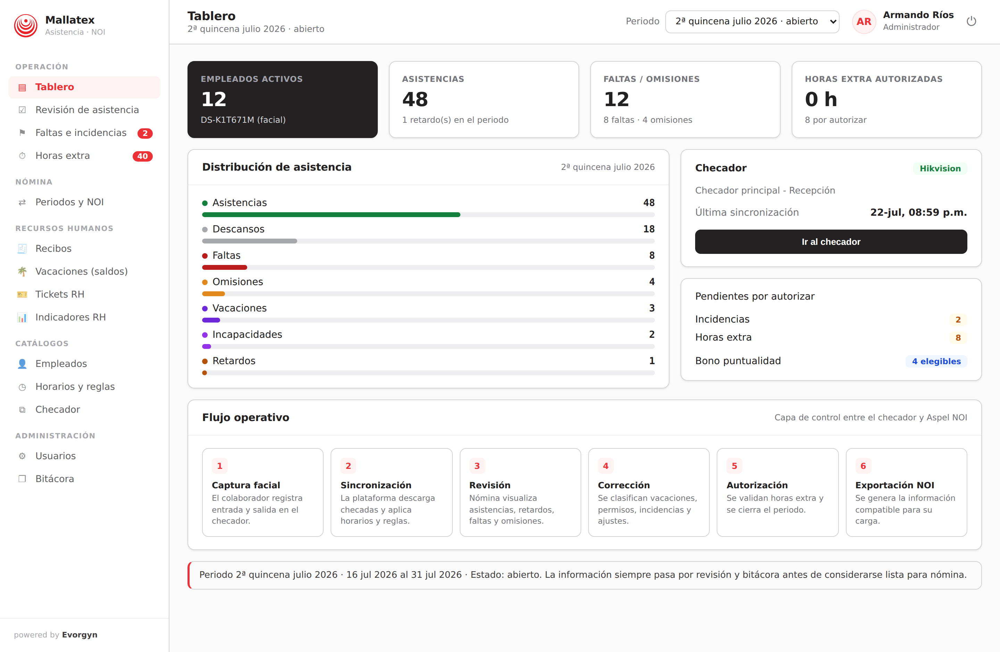 Mallatex
Asistencia · NOI
OPERACIÓN
Tablero
Revisión de asistencia
Faltas e incidencias 2
Horas extra 40
NÓMINA
Periodos y NOI
RECURSOS HUMANOS
Recibos
Vacaciones (saldos)
Tickets RH
Indicadores RH
CATÁLOGOS
Empleados
Horarios y reglas
Checador
ADMINISTRACIÓN
Usuarios
Bitácora
powered by Evorgyn
Tablero
2ª quincena julio 2026 · abierto
Periodo 2ª quincena julio 2026 · abierto
AR
Armando Ríos
Administrador
EMPLEADOS ACTIVOS
12
DS-K1T671M (facial)
ASISTENCIAS
48
1 retardo(s) en el periodo
FALTAS / OMISIONES
12
8 faltas · 4 omisiones
HORAS EXTRA AUTORIZADAS
0 h
8 por autorizar
Distribución de asistencia 2ª quincena julio 2026
Asistencias 48
Descansos 18
Faltas 8
Omisiones 4
Vacaciones 3
Incapacidades 2
Retardos 1
Checador Hikvision
Checador principal - Recepción
Última sincronización 22-jul, 08:59 p.m.
Ir al checador
Pendientes por autorizar
Incidencias 2
Horas extra 8
Bono puntualidad 4 elegibles
Flujo operativo Capa de control entre el checador y Aspel NOI
1
Captura facial
El colaborador registra
entrada y salida en el
checador.
2
Sincronización
La plataforma descarga
checadas y aplica
horarios y reglas.
3
Revisión
Nómina visualiza
asistencias, retardos,
faltas y omisiones.
4
Corrección
Se clasifican vacaciones,
permisos, incidencias y
ajustes.
5
Autorización
Se validan horas extra y
se cierra el periodo.
6
Exportación NOI
Se genera la información
compatible para su
carga.
Periodo 2ª quincena julio 2026 · 16 jul 2026 al 31 jul 2026 · Estado: abierto. La información siempre pasa por revisión y bitácora antes de considerarse lista para nómina.